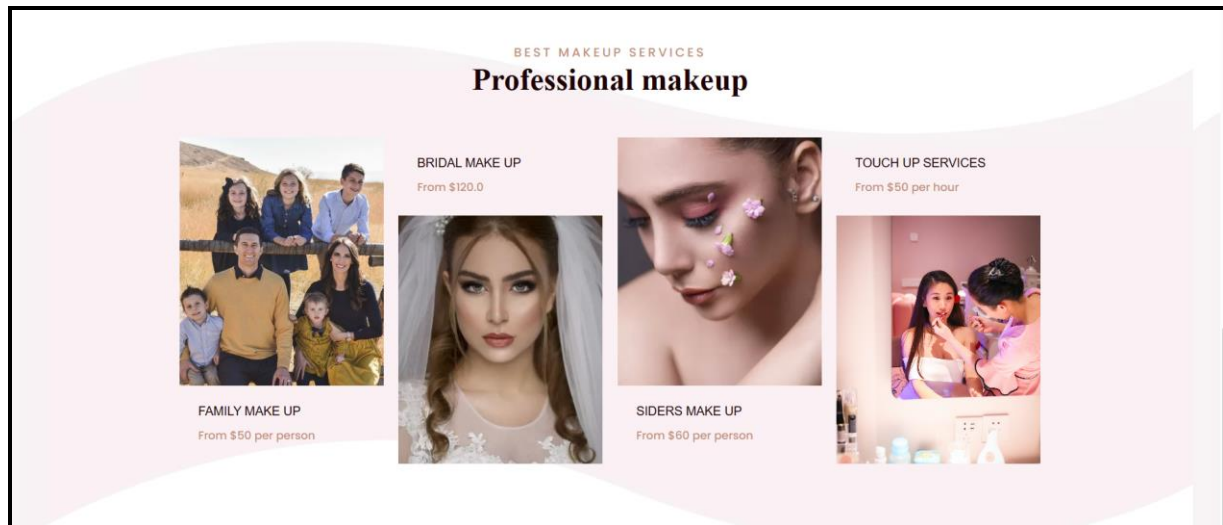 BEST MAKEUP SERVICES
Professional makeup
BRIDAL MAKE UP
From $120.0
TOUCH UP SERVICES
From $50 per hour
FAMILY MAKE UP
From $50 per person
SIDERS MAKE UP
From $60 per person